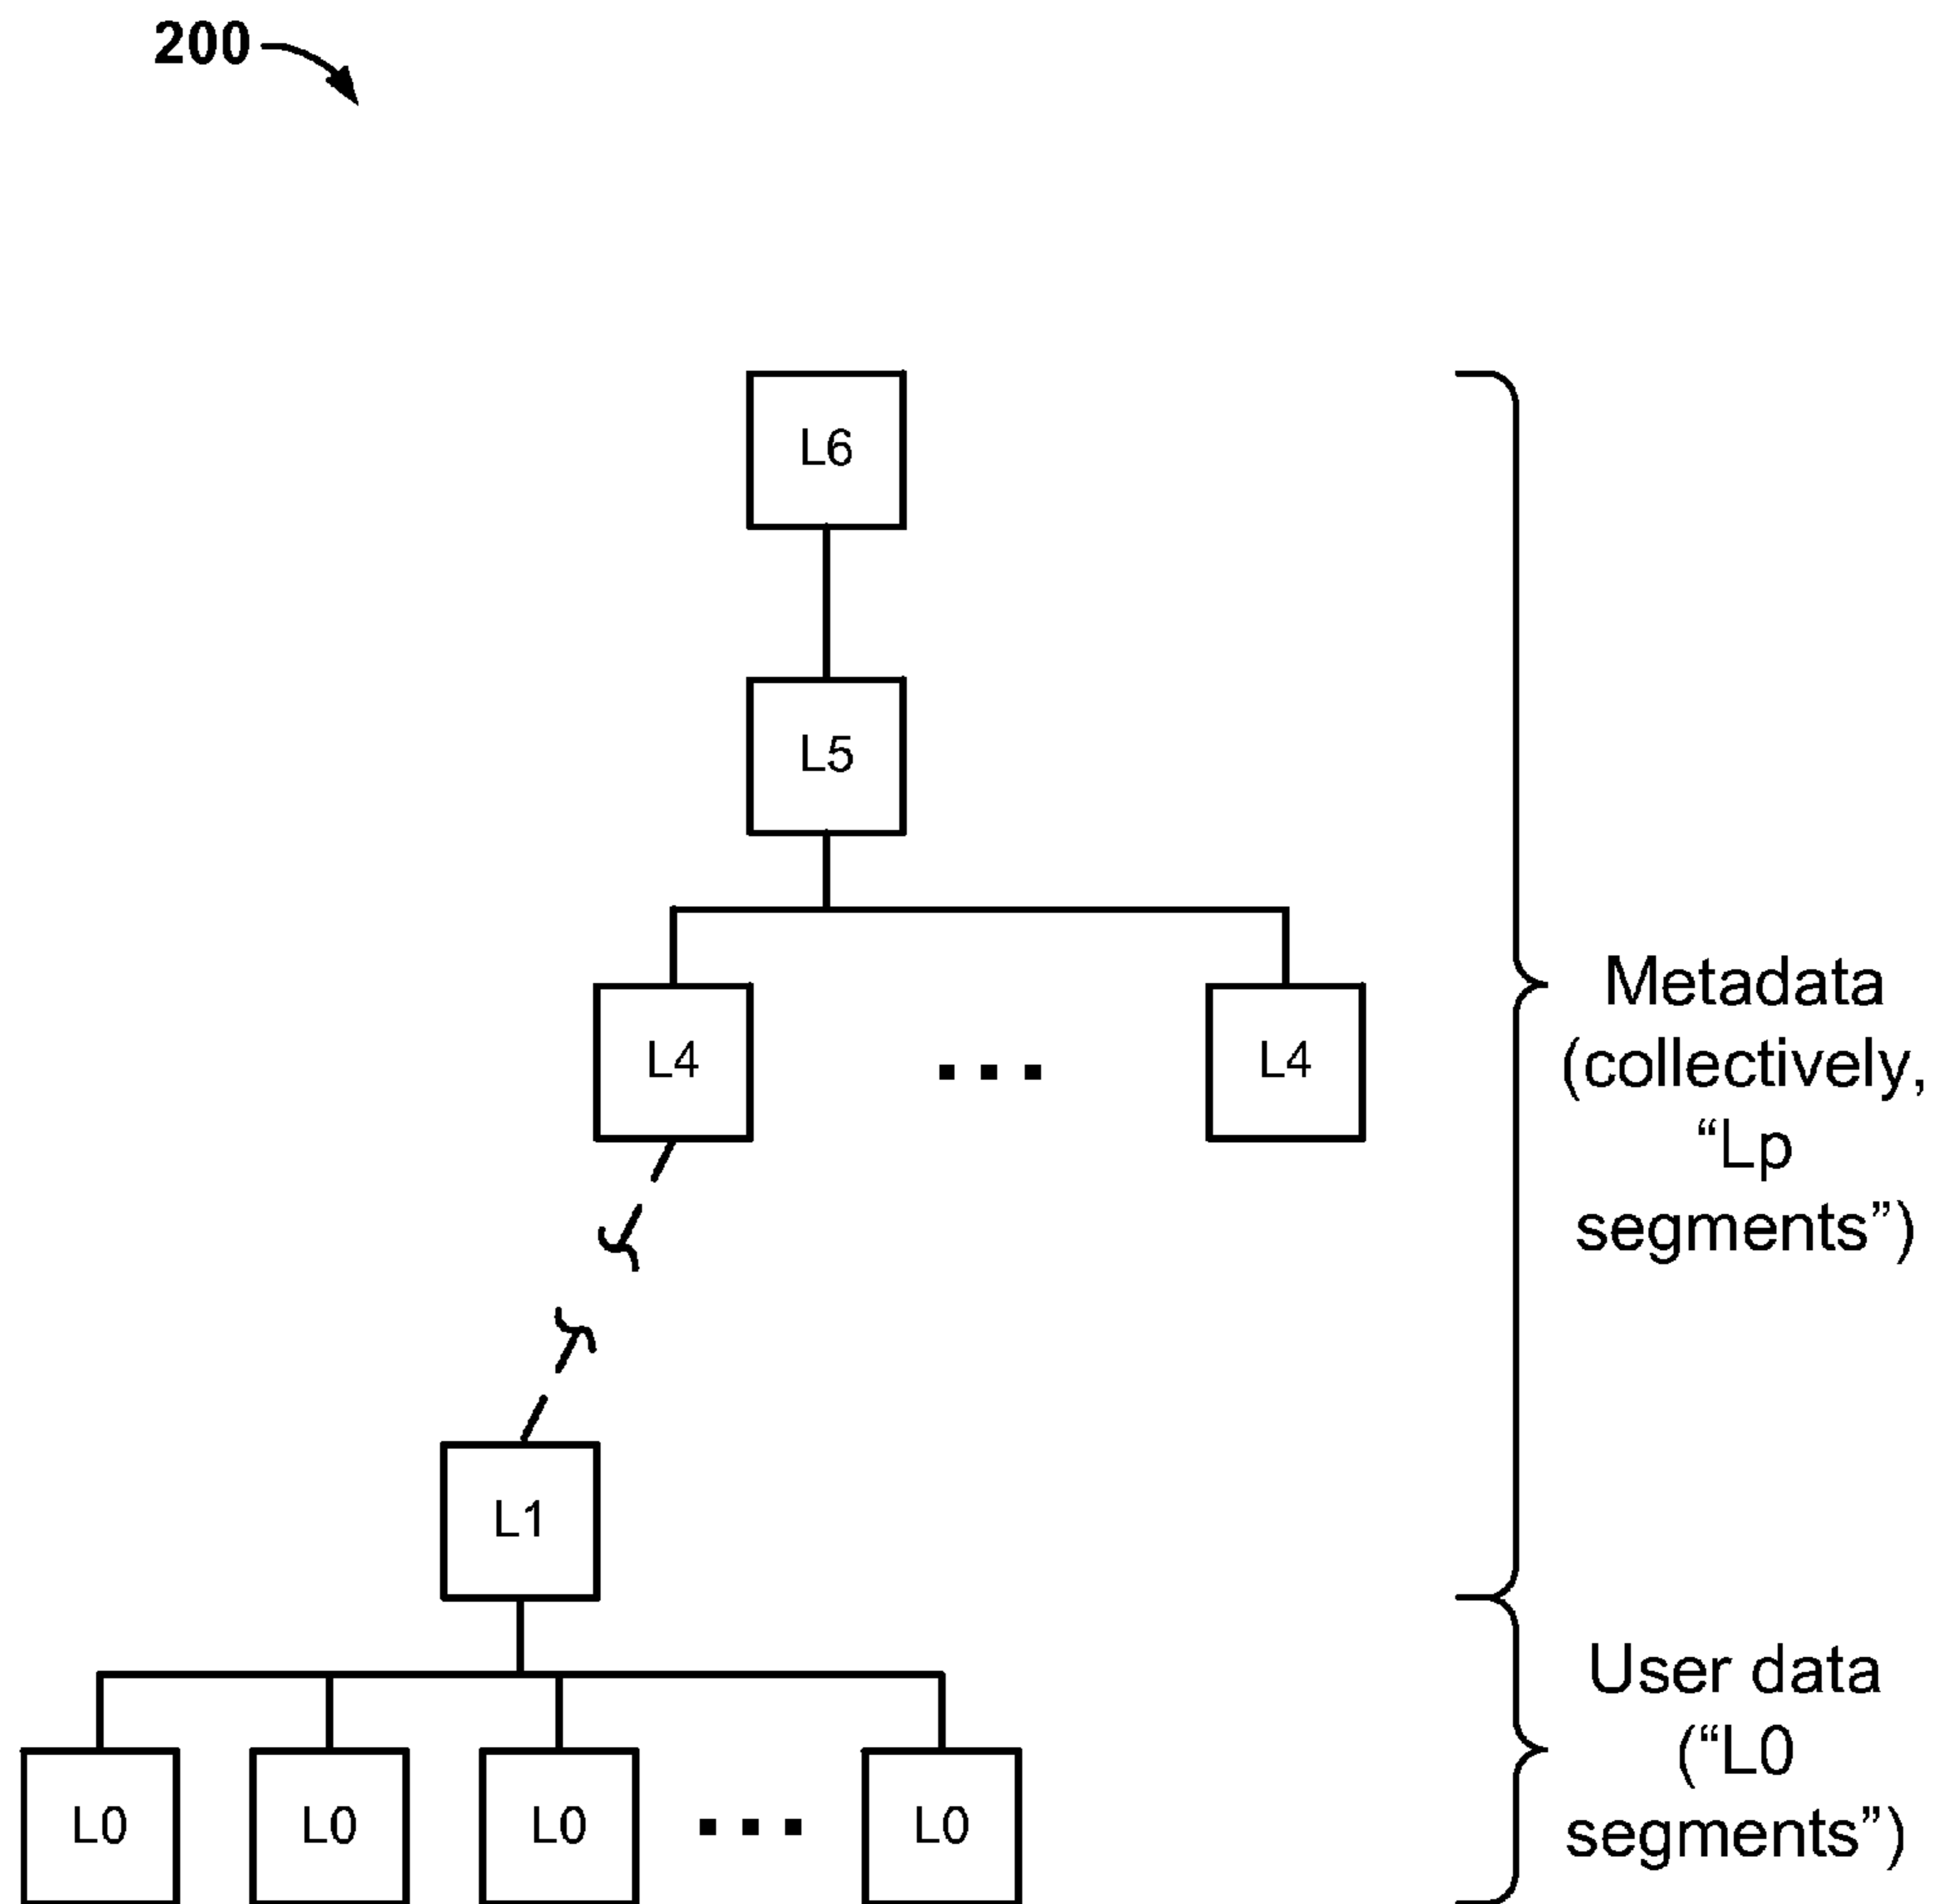 200
L6
L5
L4
L4
Metadata
(collectively,
“Lp
segments”)
L1
User data
(“L0
segments”)
L0
L0
L0
L0